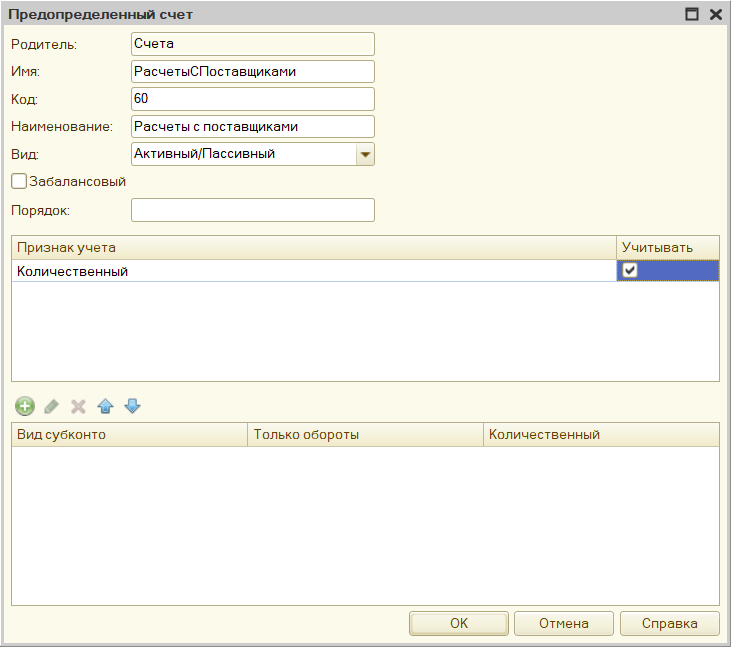 Предопределенный счет
Родитель: Счета
Имя: РасчетыСПоставщиками
Код: 60
Наименование: Расчеты с поставщиками
Вид: Активный/Пассивный
Забалансовый
Порядок:
Признак учета Учитывать
Количественный
Вид субконто Только обороты Количественный
OK Отмена Справка